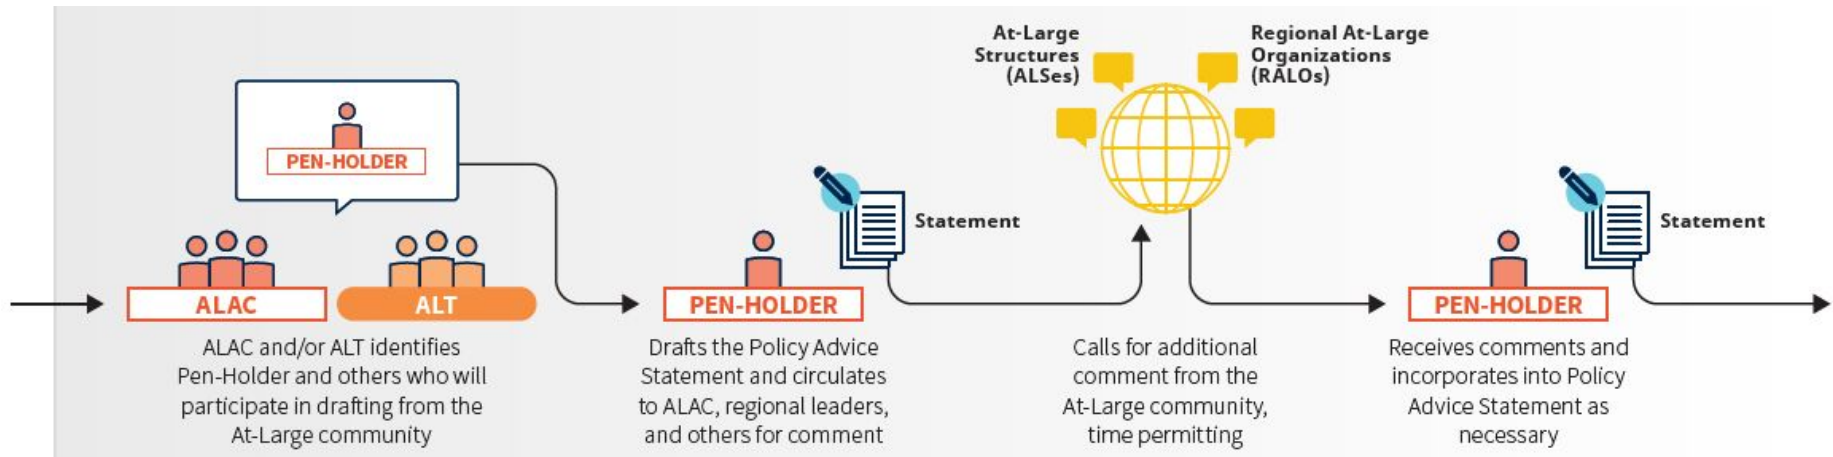 PEN-HOLDER
ALAC
ALT
ALAC and/or ALT identifies
Pen-Holder and others who will
participate in drafting from the
At-Large community
Statement
PEN-HOLDER
Drafts the Policy Advice
Statement and circulates
to ALAC, regional leaders,
and others for comment
At-Large
Structures
(ALSes)
Regional At-Large
Organizations
(RALOs)
Calls for additional
comment from the
At-Large community,
time permitting
Statement
PEN-HOLDER
Receives comments and
incorporates into Policy
Advice Statement as
necessary